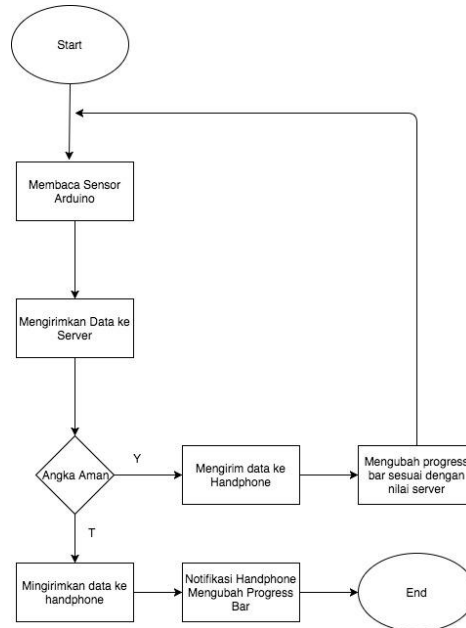 Start
Membaca Sensor
Arduino
Mengirimkan Data ke
Server
Angka Aman
Y
Mengirim data ke
Handphone
Mengubah progress
bar sesuai dengan
nilai server
T
Mingirimkan data ke
handphone
Notifikasi Handphone
Mengubah Progress
Bar
End